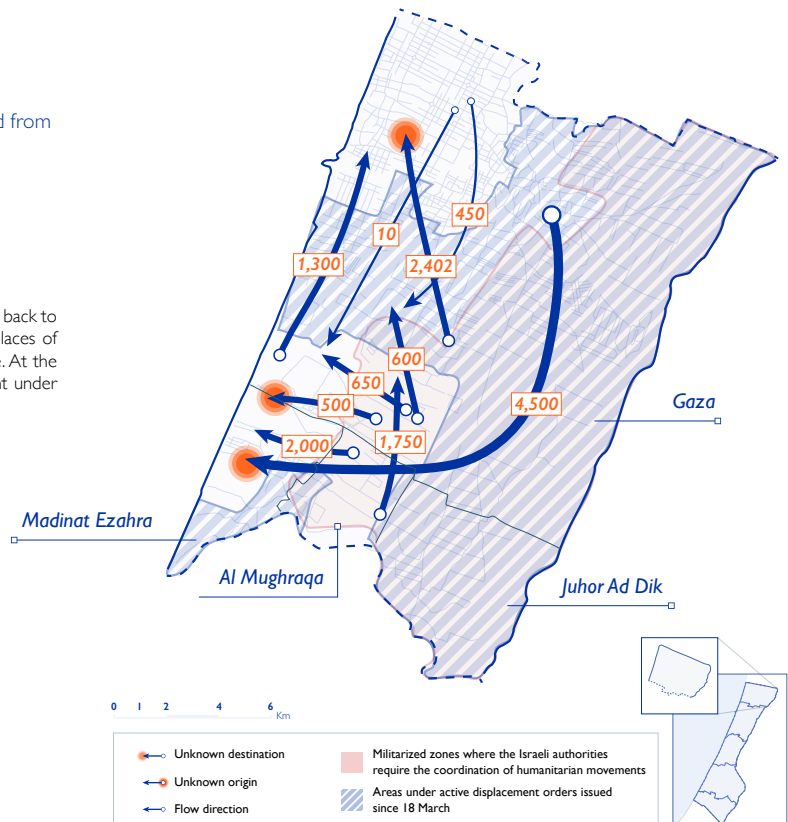 from
back to
laces of
. At the
t under
10
450
1,300
2,402
600
650
500
4,500
Gaza
2,000
1,750
Madinat Ezahra
Al Mughraqa
Juhor Ad Dik
0 1 2 4 6
Km
Unknown destination
Unknown origin
Flow direction
Militarized zones where the Israeli authorities
require the coordination of humanitarian movements
Areas under active displacement orders issued
since 18 March